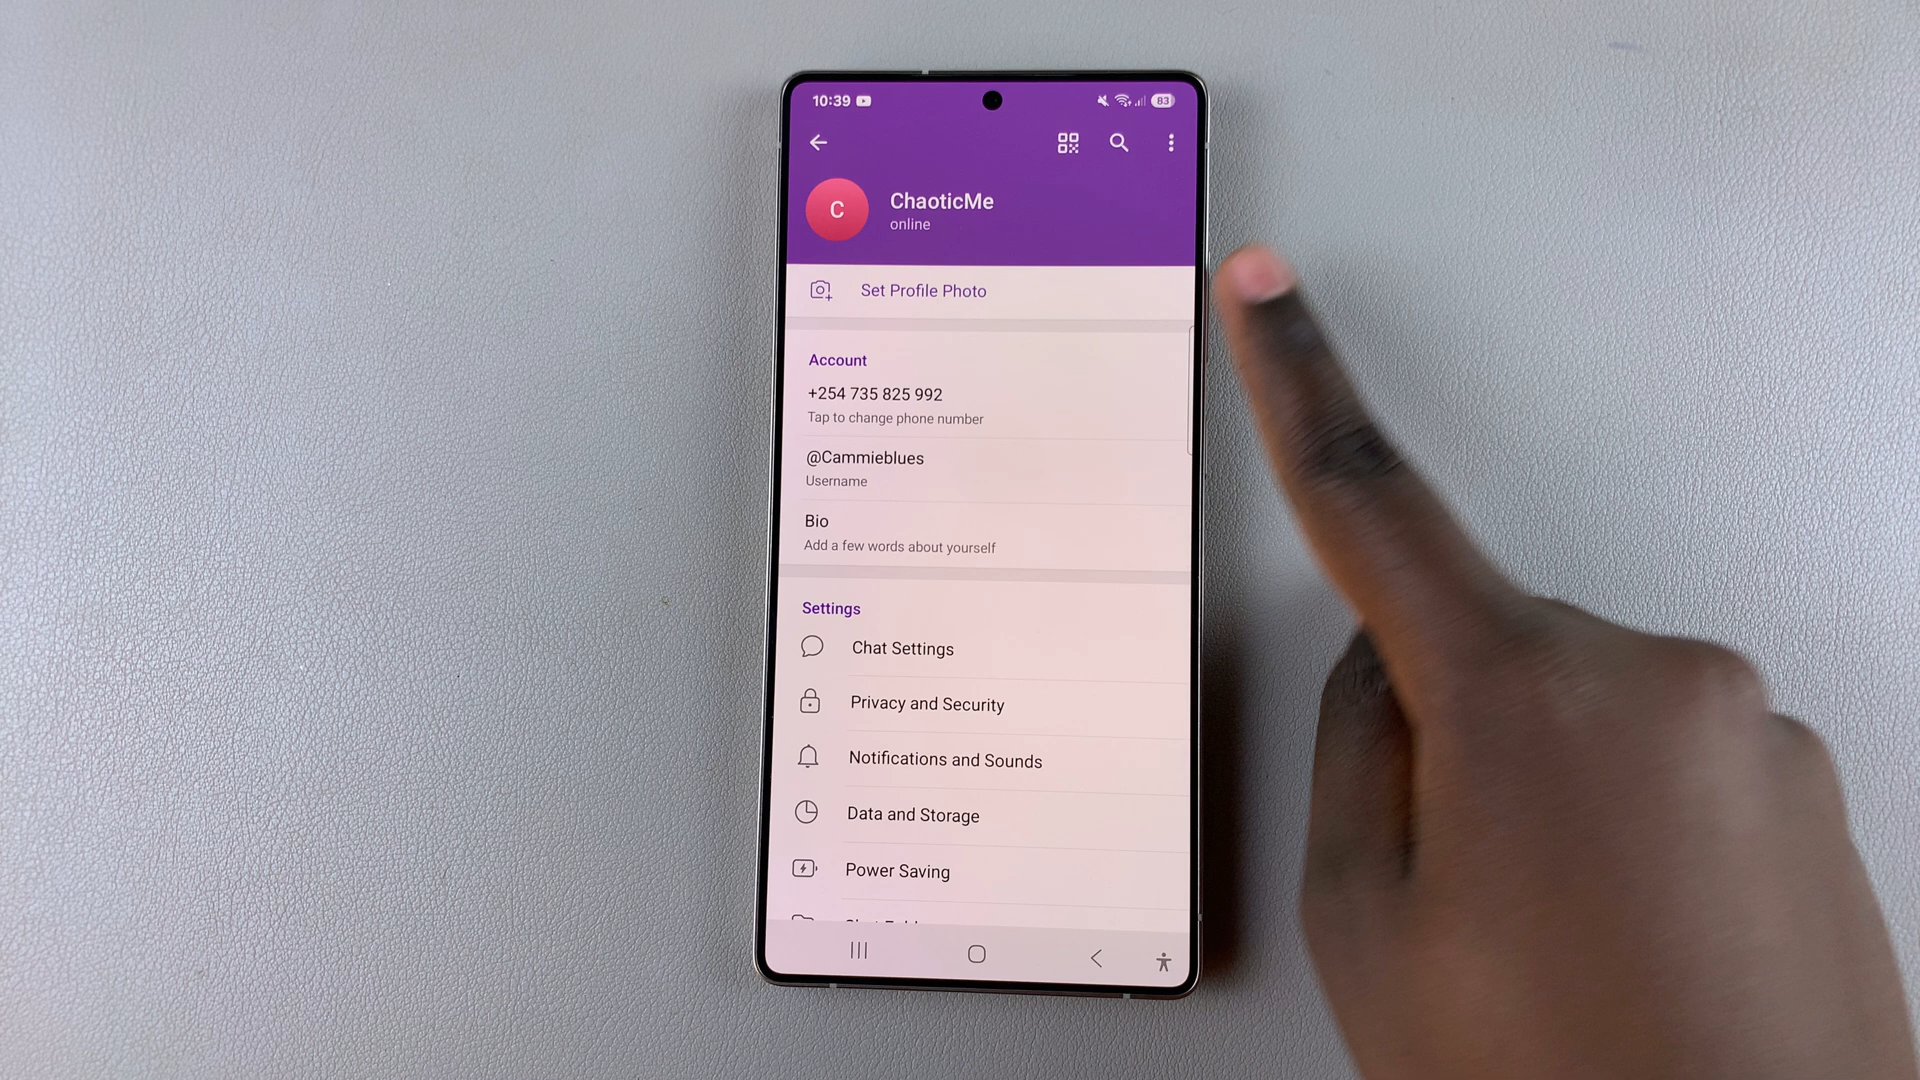 10:39
83
C
ChaoticMe
online
Set Profile Photo
Account
+254 735 825 992
Tap to change phone number
@Cammieblues
Username
Bio
Add a few words about yourself
Settings
Chat Settings
Privacy and Security
Notifications and Sounds
Data and Storage
Power Saving